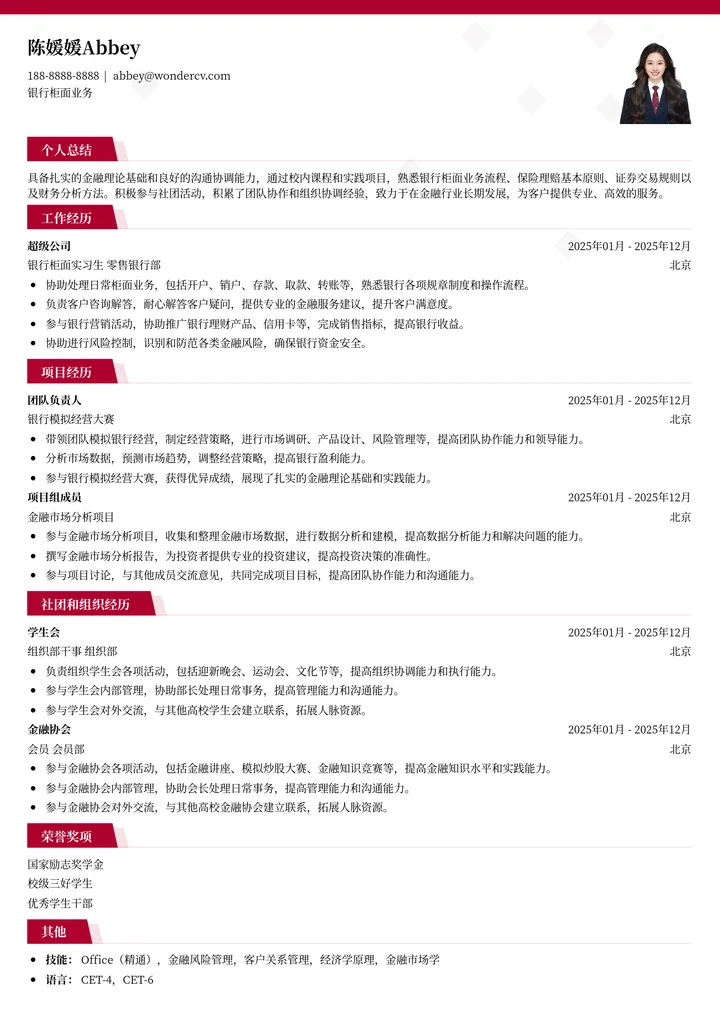 陈媛媛Abbey
188-8888-8888 | abbey@wondercv.com
银行柜面业务
个人总结
具备扎实的金融理论基础和良好的沟通协调能力，通过校内课程和实践项目，熟悉银行柜面业务流程、保险理赔基本原则、证券交易规则以
及财务分析方法。积极参与社团活动，积累了团队协作和组织协调经验，致力于在金融行业长期发展，为客户提供专业、高效的服务。
工作经历
超级公司 2025年01月 - 2025年12月
银行柜面实习生 零售银行部 北京
• 协助处理日常柜面业务，包括开户、销户、存款、取款、转账等，熟悉银行各项规章制度和操作流程。
• 负责客户咨询解答，耐心解答客户疑问，提供专业的金融服务建议，提升客户满意度。
• 参与银行营销活动，协助推广银行理财产品、信用卡等，完成销售指标，提高银行收益。
• 协助进行风险控制，识别和防范各类金融风险，确保银行资金安全。
项目经历
团队负责人 2025年01月 - 2025年12月
银行模拟经营大赛 北京
• 带领团队模拟银行经营，制定经营策略，进行市场调研、产品设计、风险管理等，提高团队协作能力和领导能力。
• 分析市场数据，预测市场趋势，调整经营策略，提高银行盈利能力。
• 参与银行模拟经营大赛，获得优异成绩，展现了扎实的金融理论基础和实践能力。
项目组成员 2025年01月 - 2025年12月
金融市场分析项目 北京
• 参与金融市场分析项目，收集和整理金融市场数据，进行数据分析和建模，提高数据分析能力和解决问题的能力。
• 撰写金融市场分析报告，为投资者提供专业的投资建议，提高投资决策的准确性。
• 参与项目讨论，与其他成员交流意见，共同完成项目目标，提高团队协作能力和沟通能力。
社团和组织经历
学生会 2025年01月 - 2025年12月
组织部干事 组织部 北京
• 负责组织学生会各项活动，包括迎新晚会、运动会、文化节等，提高组织协调能力和执行能力。
• 参与学生会内部管理，协助部长处理日常事务，提高管理能力和沟通能力。
• 参与学生会对外交流，与其他高校学生会建立联系，拓展人脉资源。
金融协会 2025年01月 - 2025年12月
会员 会员部 北京
• 参与金融协会各项活动，包括金融讲座、模拟炒股大赛、金融知识竞赛等，提高金融知识水平和实践能力。
• 参与金融协会内部管理，协助会长处理日常事务，提高管理能力和沟通能力。
• 参与金融协会对外交流，与其他高校金融协会建立联系，拓展人脉资源。
荣誉奖项
国家励志奖学金
校级三好学生
优秀学生干部
其他
• 技能： Office（精通），金融风险管理，客户关系管理，经济学原理，金融市场学
• 语言： CET-4，CET-6